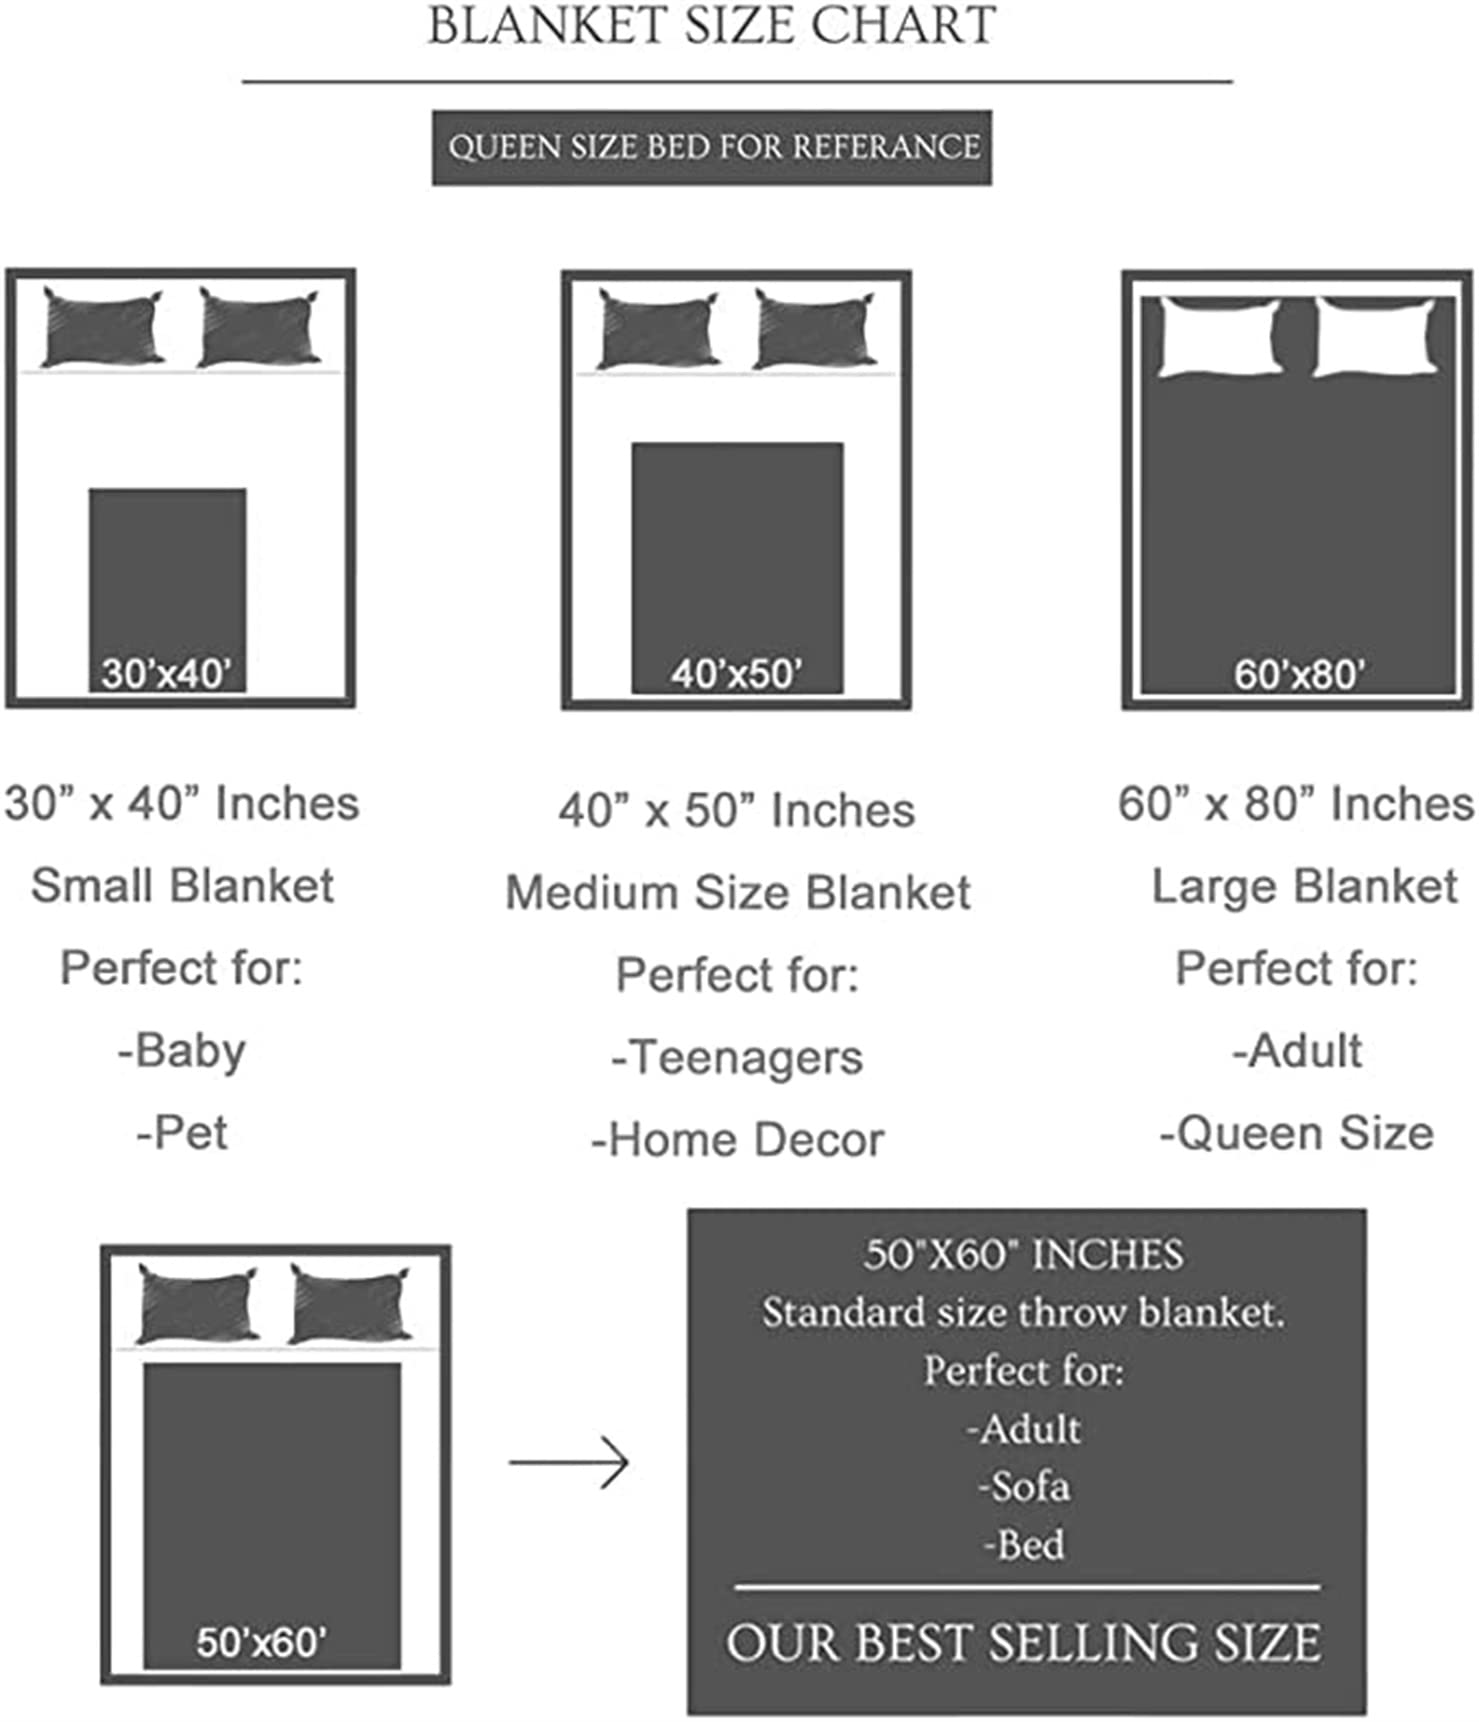 BLANKET SIZE CHART
QUEEN SIZE BED FOR REFERANCE
30’x40’
40’x50’
60’x80’
30” x 40” Inches
Small Blanket
Perfect for:
-Baby
-Pet
40” x 50” Inches
Medium Size Blanket
Perfect for:
-Teenagers
-Home Decor
60” x 80” Inches
Large Blanket
Perfect for:
-Adult
-Queen Size
50’x60’
50"X60" INCHES
Standard size throw blanket.
Perfect for:
-Adult
-Sofa
-Bed
OUR BEST SELLING SIZE